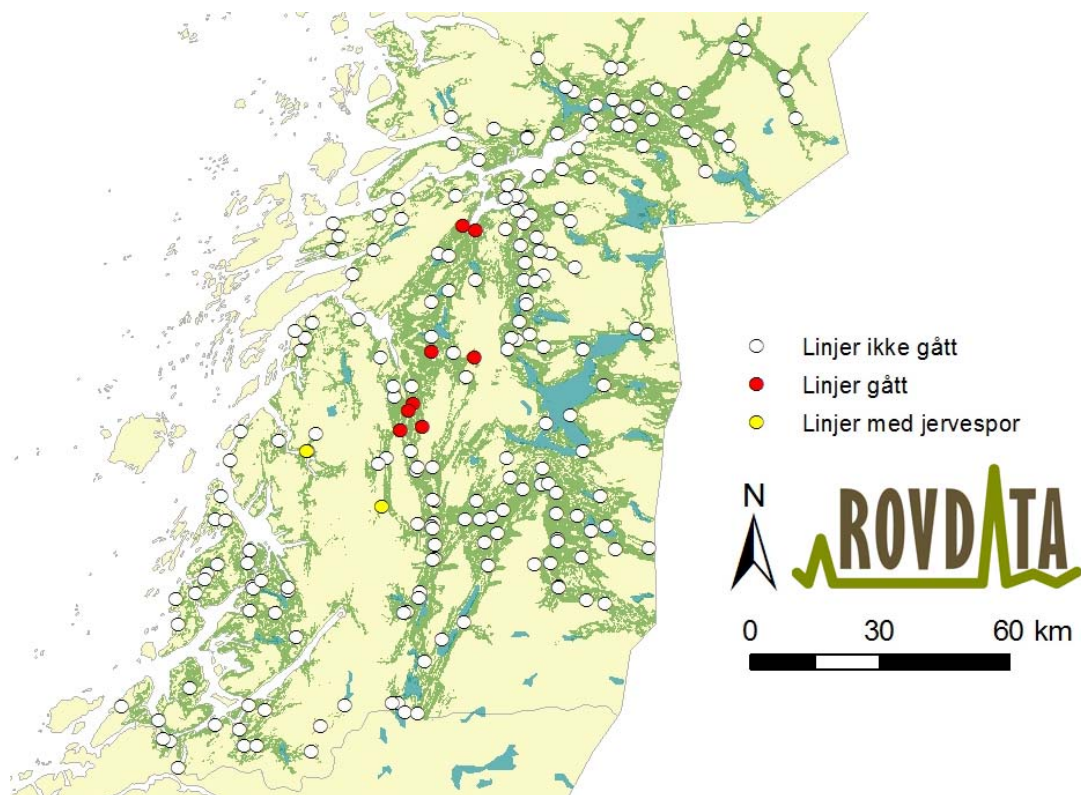 Linjer ikke gått
Linjer gått
Linjer med jervespor
N
ROVDATA
0 30 60 km